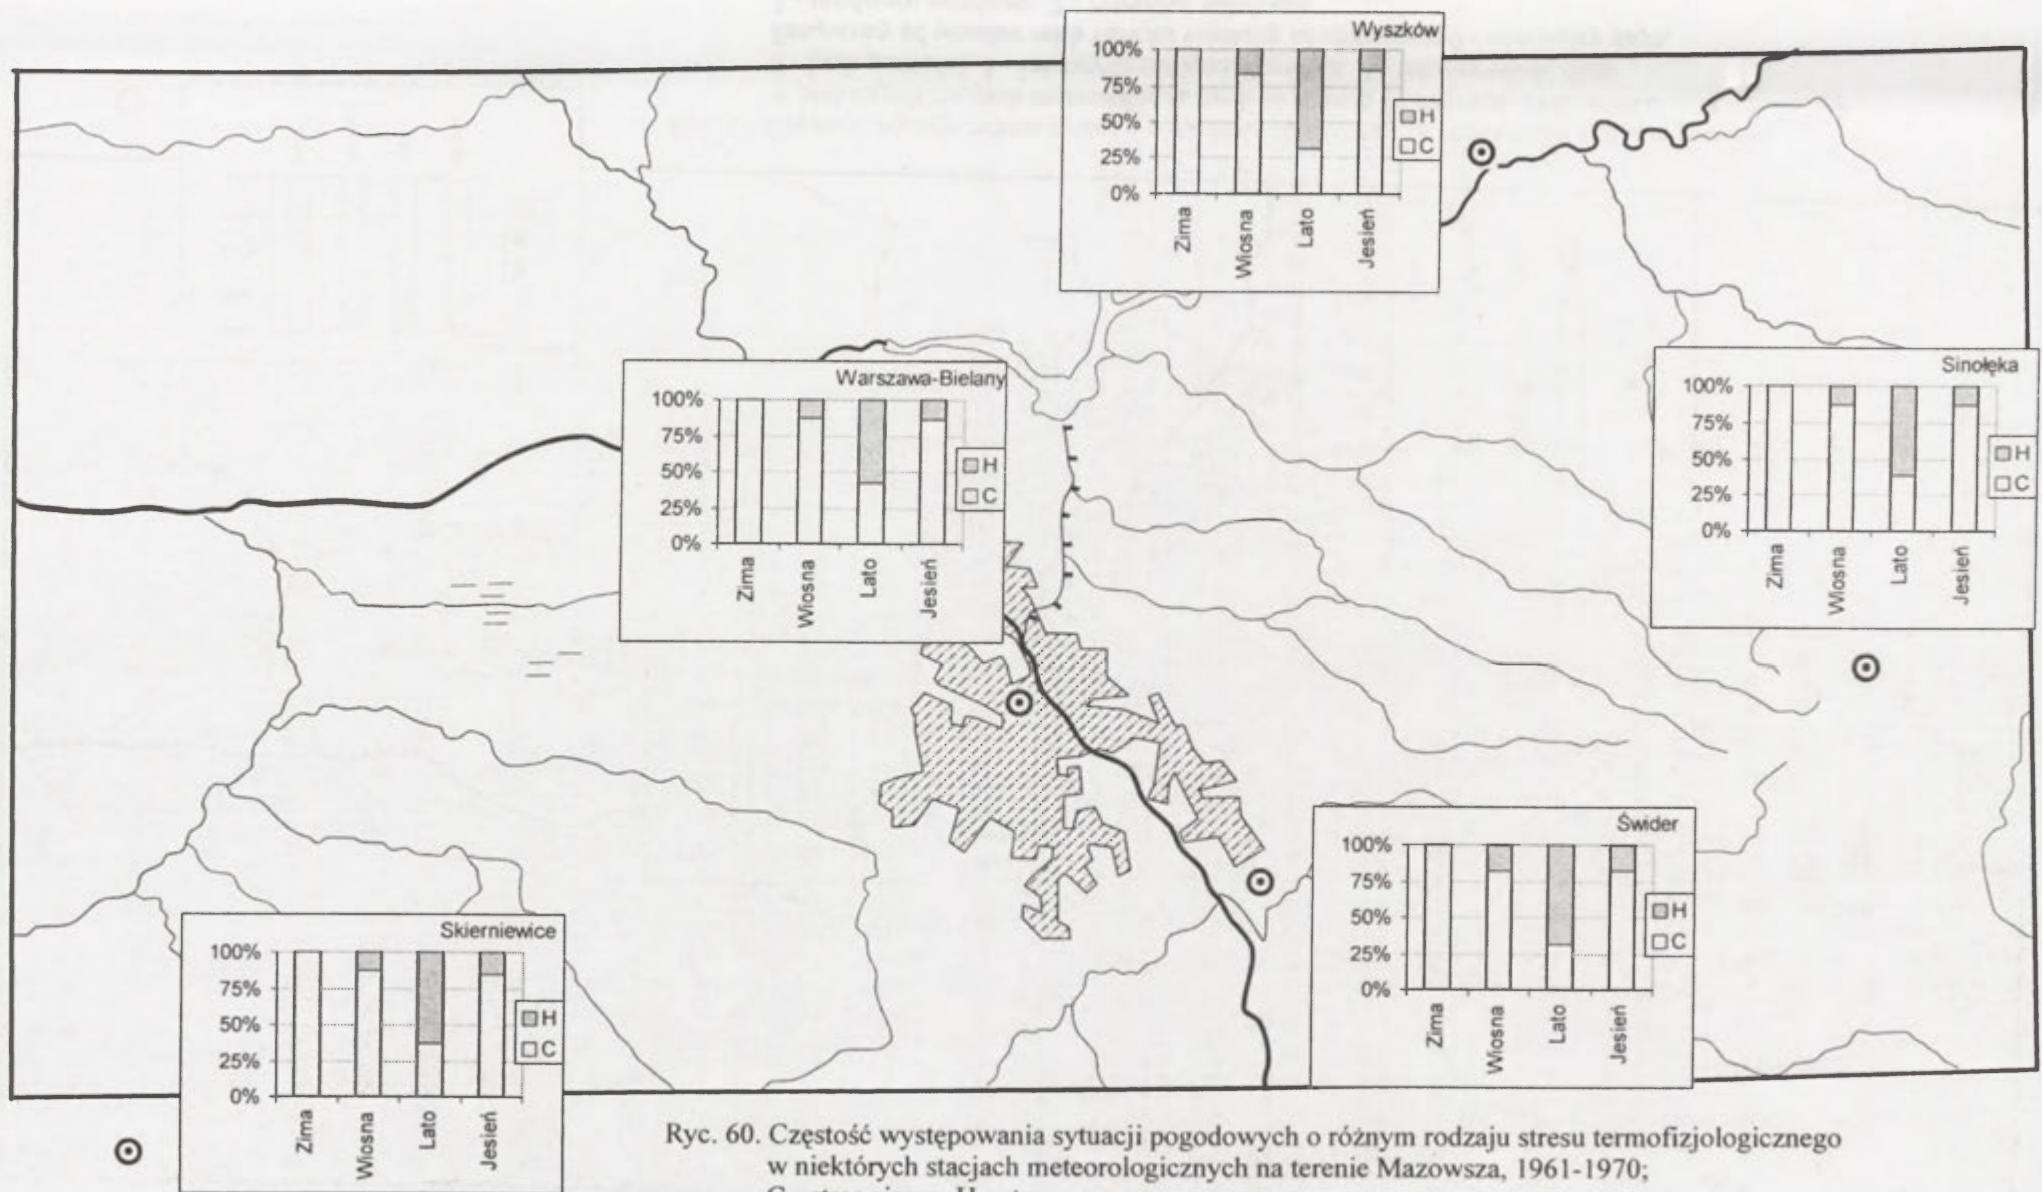 Wyszków
100%
75%
50%
25%
0%
H
C
Zima
Wiosna
Lato
Jesień
Warszawa-Bielany
100%
75%
50%
25%
0%
H
C
Zima
Wiosna
Lato
Jesień
Sinołęka
100%
75%
50%
25%
0%
H
C
Zima
Wiosna
Lato
Jesień
Świder
100%
75%
50%
25%
0%
H
C
Zima
Wiosna
Lato
Jesień
Skierniewice
100%
75%
50%
25%
0%
H
C
Zima
Wiosna
Lato
Jesień
Ryc. 60. Częstość występowania sytuacji pogodowych o różnym rodzaju stresu termofizjologicznego
w niektórych stacjach meteorologicznych na terenie Mazowsza, 1961-1970;